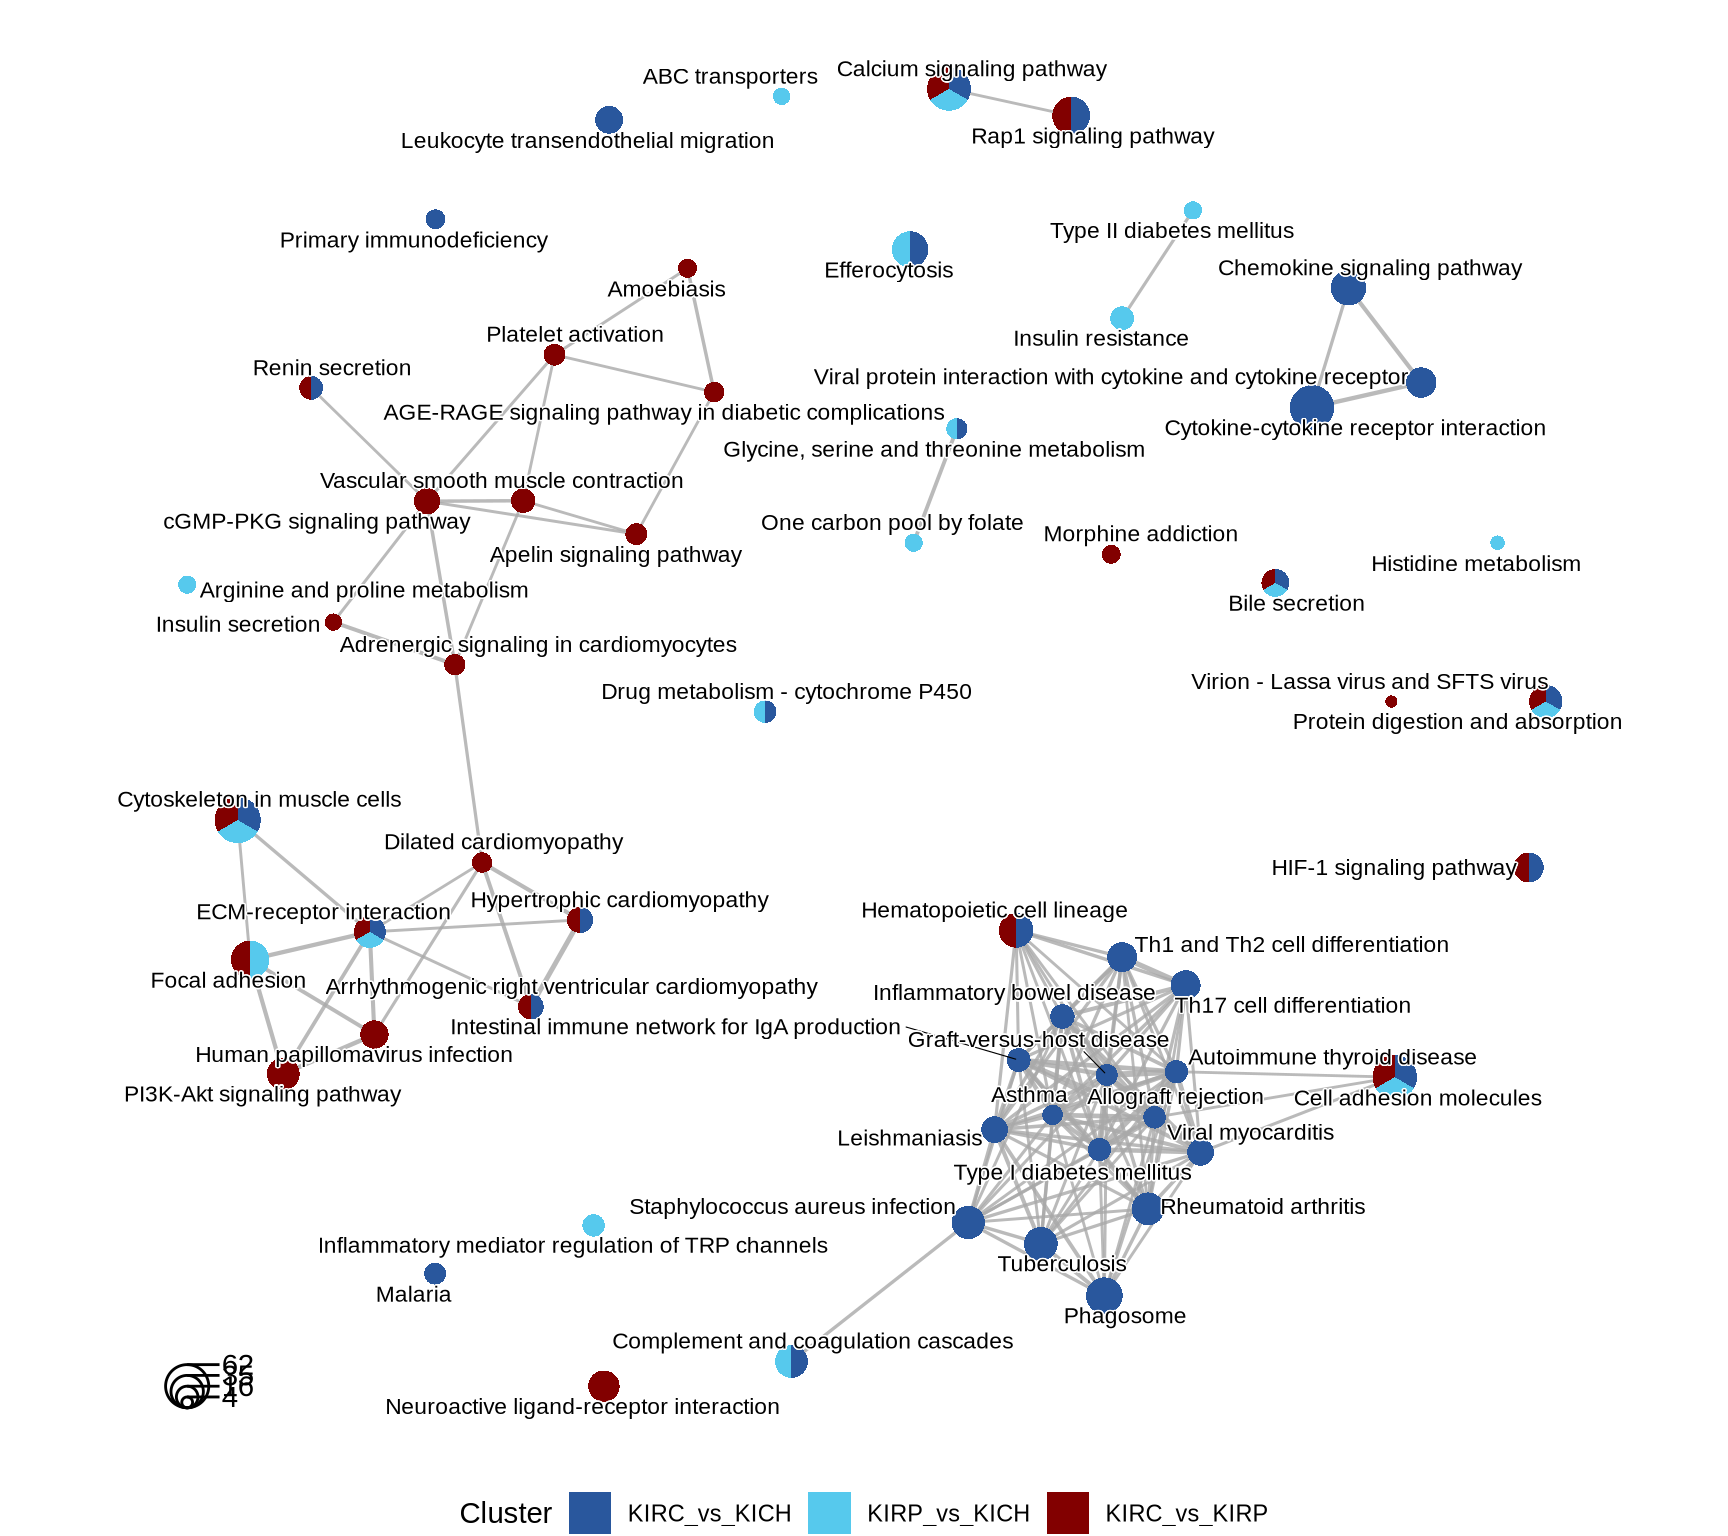 Calcium signaling pathway
ABC transporters
Leukocyte transendothelial migration
Rap1 signaling pathway
Primary immunodeficiency
Type II diabetes mellitus
Efferocytosis
Chemokine signaling pathway
Amoebiasis
Platelet activation
Insulin resistance
Renin secretion
Viral protein interaction with cytokine and cytokine receptor
AGE-RAGE signaling pathway in diabetic complications
Cytokine-cytokine receptor interaction
Glycine, serine and threonine metabolism
Vascular smooth muscle contraction
cGMP-PKG signaling pathway
One carbon pool by folate
Morphine addiction
Apelin signaling pathway
Histidine metabolism
Arginine and proline metabolism
Bile secretion
Insulin secretion
Adrenergic signaling in cardiomyocytes
Drug metabolism - cytochrome P450
Virion - Lassa virus and SFTS virus
Protein digestion and absorption
Cytoskeleton in muscle cells
Dilated cardiomyopathy
HIF-1 signaling pathway
Hypertrophic cardiomyopathy
ECM-receptor interaction
Hematopoietic cell lineage
Th1 and Th2 cell differentiation
Focal adhesion
Arrhythmogenic right ventricular cardiomyopathy
Inflammatory bowel disease
Th17 cell differentiation
Intestinal immune network for IgA production
Graft-versus-host disease
Human papillomavirus infection
Autoimmune thyroid disease
PI3K-Akt signaling pathway
Asthma
Allograft rejection
Cell adhesion molecules
Leishmaniasis
Viral myocarditis
Type I diabetes mellitus
Staphylococcus aureus infection
Rheumatoid arthritis
Inflammatory mediator regulation of TRP channels
Tuberculosis
Malaria
Phagosome
Complement and coagulation cascades
62
16
4
Neuroactive ligand-receptor interaction
Cluster KIRC_vs_KICH KIRP_vs_KICH KIRC_vs_KIRP